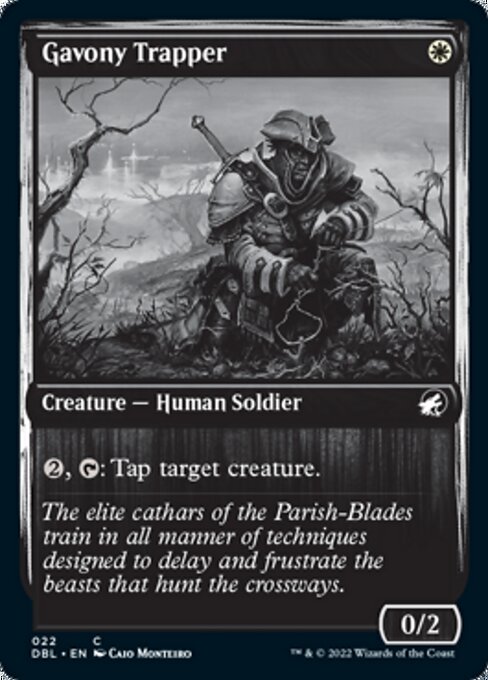 Gavony Trapper
Creature — Human Soldier
2, T: Tap target creature.
The elite cathars of the Parish-Blades
train in all manner of techniques
designed to delay and frustrate the
beasts that hunt the crossways.
0/2
022 C
DBL • EN Caio Monteiro
™ & © 2022 Wizards of the Coast